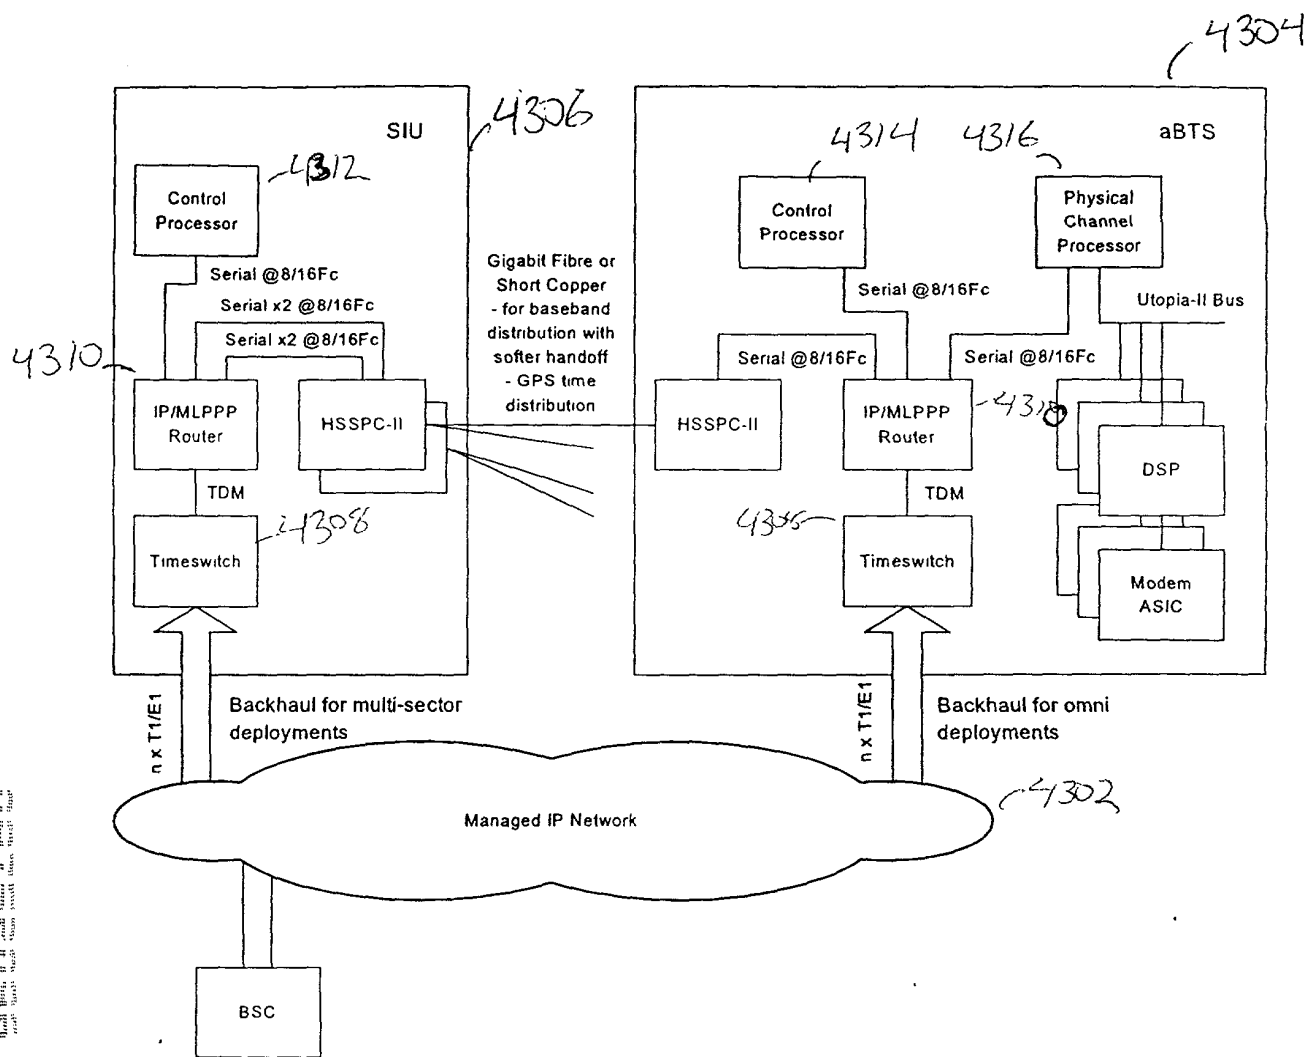 4304
SIU
4306
aBTS
4312
Control
Processor
4314
Control
Processor
4316
Physical
Channel
Processor
Serial @8/16Fc
Serial x2 @8/16Fc
Serial x2 @8/16Fc
Gigabit Fibre or
Short Copper
- for baseband
distribution with
softer handoff
- GPS time
distribution
Serial @8/16Fc
Utopia-II Bus
Serial @8/16Fc
Serial @8/16Fc
4310
IP/MLPPP
Router
HSSPC-II
HSSPC-II
IP/MLPPP
Router
4310
DSP
TDM
TDM
4308
Timeswitch
Timeswitch
Modem
ASIC
n x T1/E1
Backhaul for multi-sector
deployments
n x T1/E1
Backhaul for omni
deployments
4302
Managed IP Network
BSC